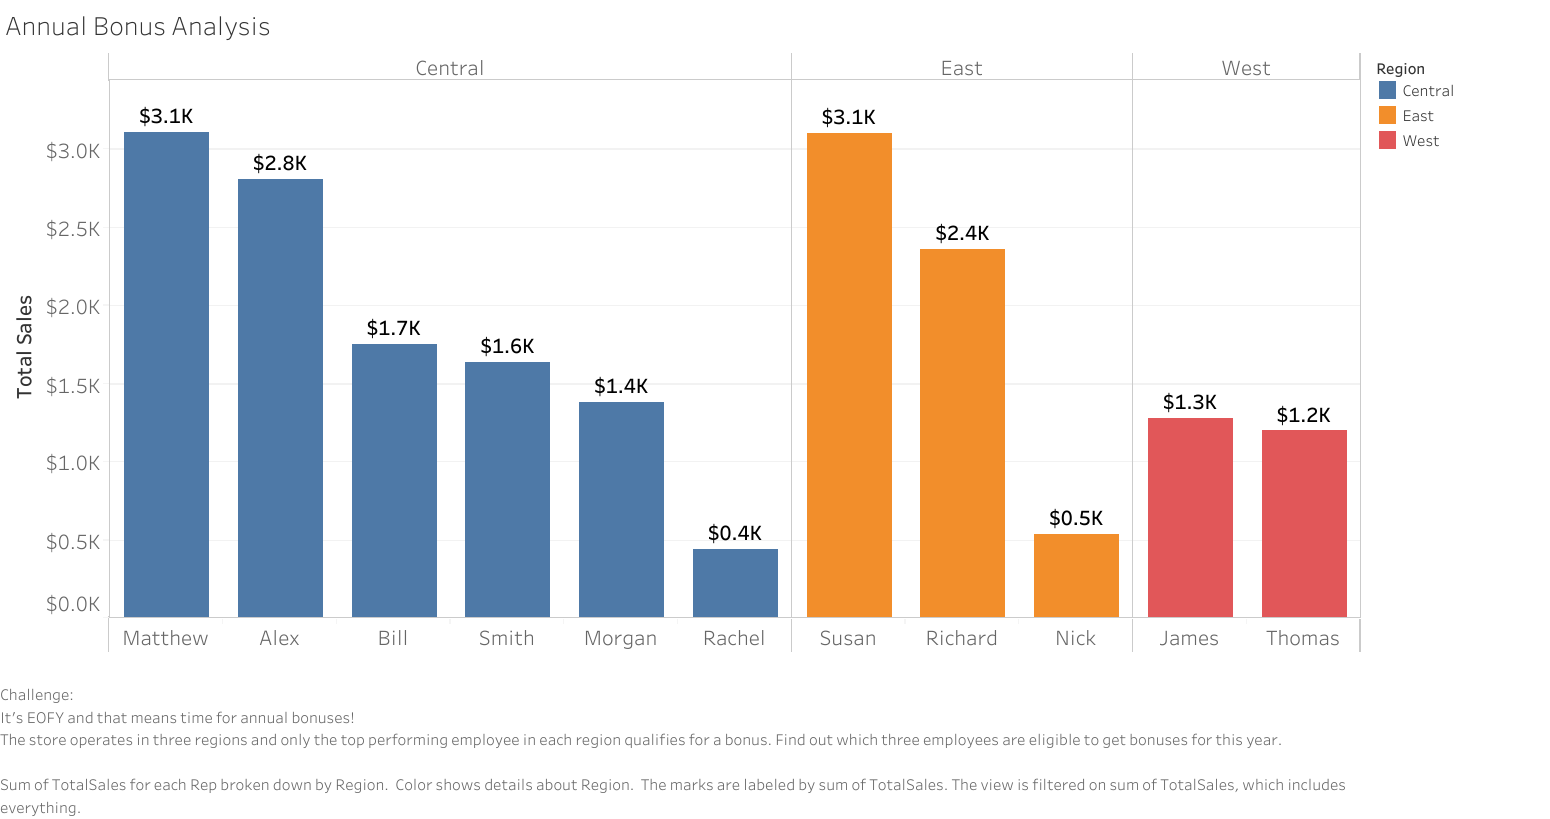 Annual Bonus Analysis
Central East West
Region
Central
East
West
Total Sales
$3.0K
$2.5K
$2.0K
$1.5K
$1.0K
$0.5K
$0.0K
$3.1K
$2.8K
$1.7K
$1.6K
$1.4K
$0.4K
$3.1K
$2.4K
$0.5K
$1.3K
$1.2K
Matthew Alex Bill Smith Morgan Rachel Susan Richard Nick James Thomas
Challenge:
It's EOFY and that means time for annual bonuses!
The store operates in three regions and only the top performing employee in each region qualifies for a bonus. Find out which three employees are eligible to get bonuses for this year.
Sum of TotalSales for each Rep broken down by Region.  Color shows details about Region.  The marks are labeled by sum of TotalSales. The view is filtered on sum of TotalSales, which includes
everything.